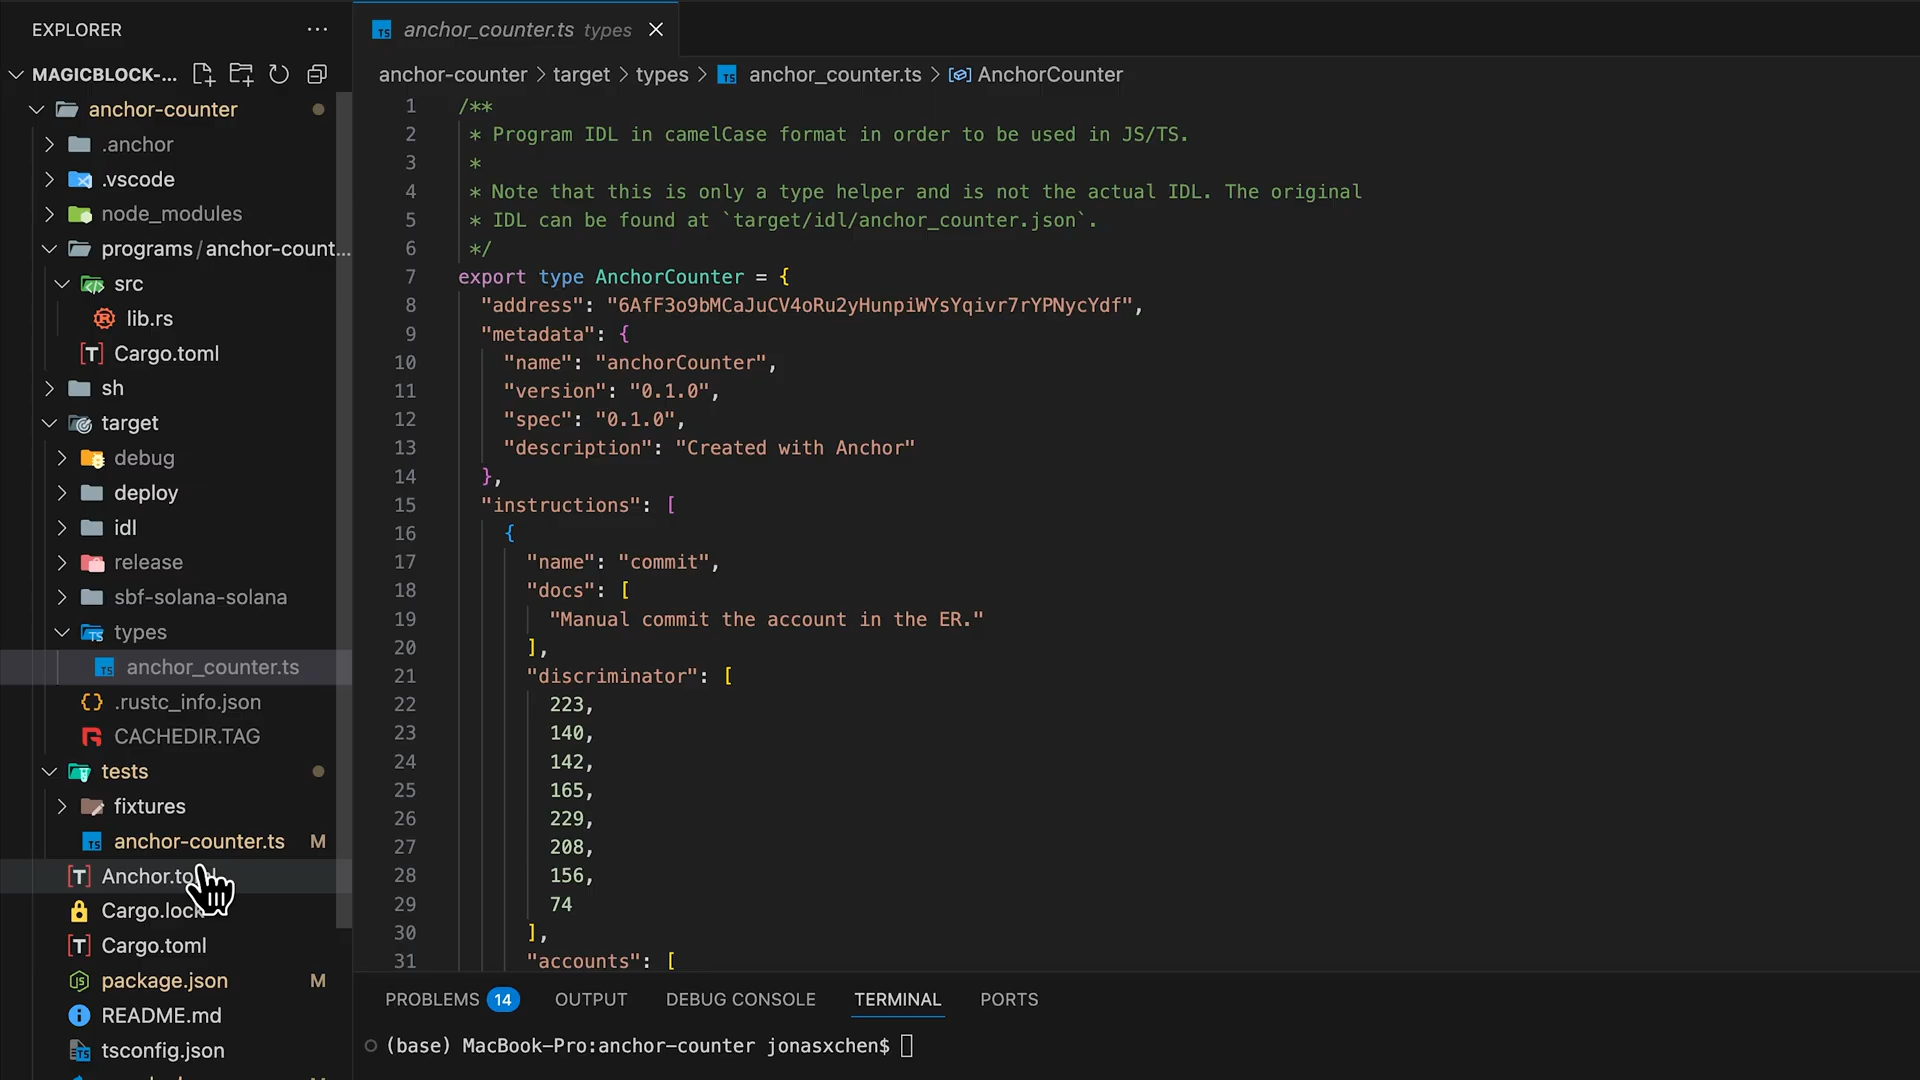 EXPLORER
MAGICBLOCK-...
anchor-counter
.anchor
.vscode
node_modules
programs/anchor-count...
src
lib.rs
Cargo.toml
sh
target
debug
deploy
idl
release
sbf-solana-solana
types
anchor_counter.ts
.rustc_info.json
CACHEDIR.TAG
tests
fixtures
anchor-counter.ts M
Cargo.lock
Cargo.toml
package.json M
README.md
tsconfig.json
anchor_counter.ts types
anchor-counter > target > types > TS anchor_counter.ts > AnchorCounter
1 /**
2 * Program IDL in camelCase format in order to be used in JS/TS.
3 *
4 * Note that this is only a type helper and is not the actual IDL. The original
5 * IDL can be found at `target/idl/anchor_counter.json`.
6 */
7 export type AnchorCounter = {
8 "address": "6AfF3o9bMCaJuCV4oRu2yHunpiWYsYqivr7rYPNycYdf",
9 "metadata": {
10 "name": "anchorCounter",
11 "version": "0.1.0",
12 "spec": "0.1.0",
13 "description": "Created with Anchor"
14 },
15 "instructions": [
16 {
17 "name": "commit",
18 "docs": [
19 "Manual commit the account in the ER."
20 ],
21 "discriminator": [
22 223,
23 140,
24 142,
25 165,
26 229,
27 208,
28 156,
29 74
30 ],
31 "accounts": [
PROBLEMS 14 OUTPUT DEBUG CONSOLE TERMINAL PORTS
(base) MacBook-Pro:anchor-counter jonasxchen$